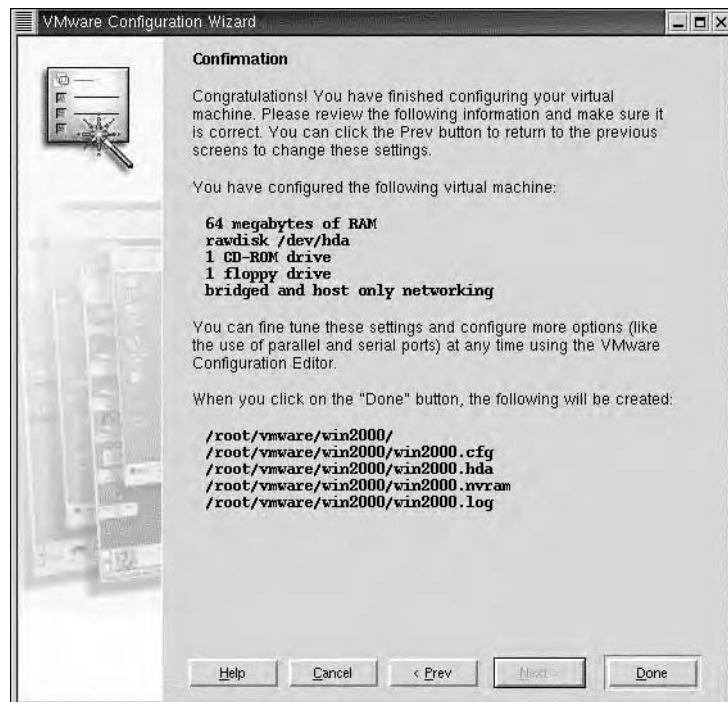 VMware Configuration Wizard
Confirmation
Congratulations! You have finished configuring your virtual
machine. Please review the following information and make sure it
is correct. You can click the Prev button to return to the previous
screens to change these settings.
You have configured the following virtual machine:
64 megabytes of RAM
rawdisk /dev/hda
1 CD-ROM drive
1 floppy drive
bridged and host only networking
You can fine tune these settings and configure more options (like
the use of parallel and serial ports) at any time using the VMware
Configuration Editor.
When you click on the "Done" button, the following will be created:
/root/vmware/win2000/
/root/vmware/win2000/win2000.cfg
/root/vmware/win2000/win2000.hda
/root/vmware/win2000/win2000.nvram
/root/vmware/win2000/win2000.log
Help Cancel < Prev Next > Done